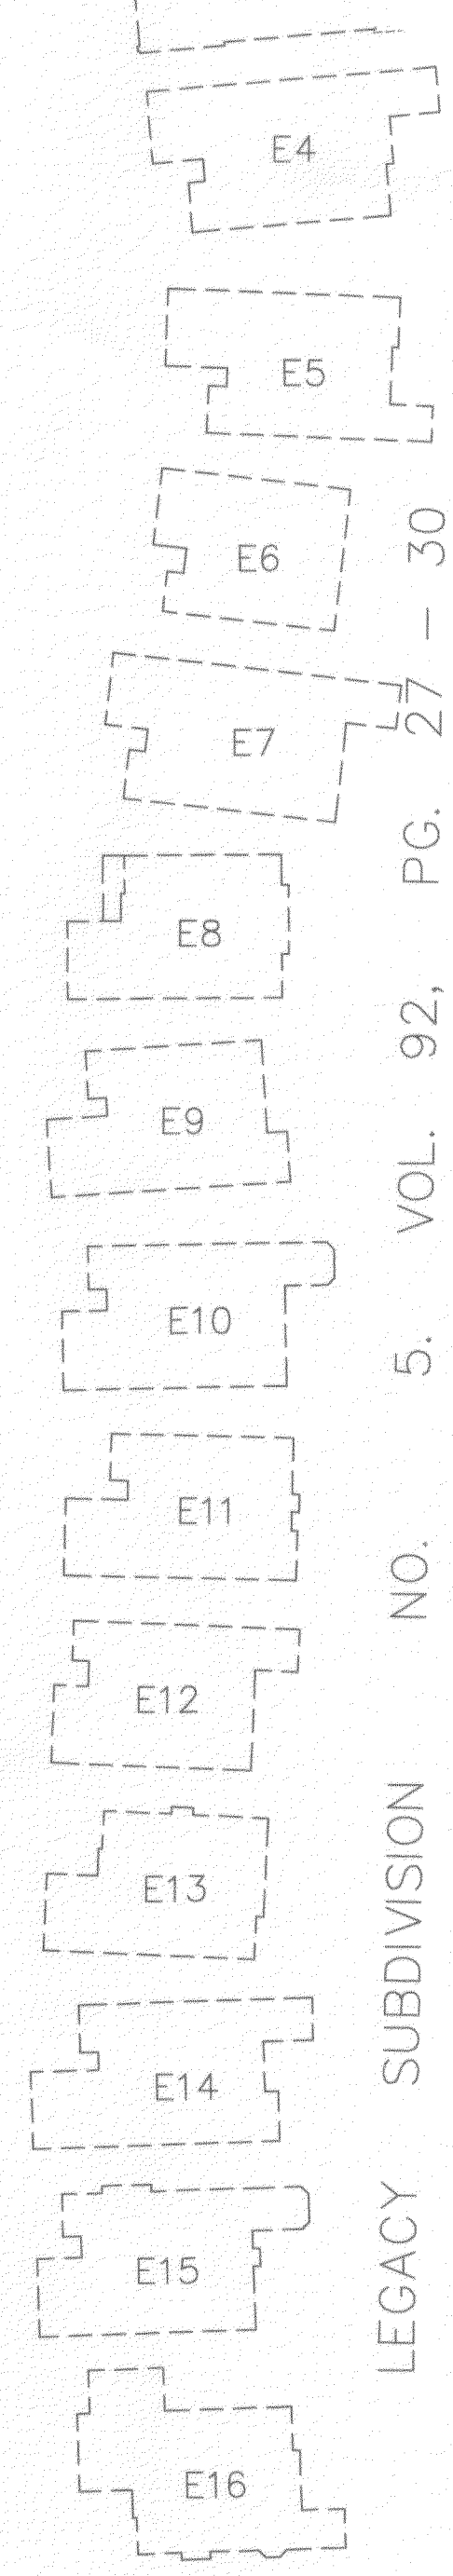 E4
E5
E6
E7
E8
E9
E10
E11
E12
E13
E14
E15
E16
LEGACY SUBDIVISION NO. 5. VOL. 92, PG. 27 - 30